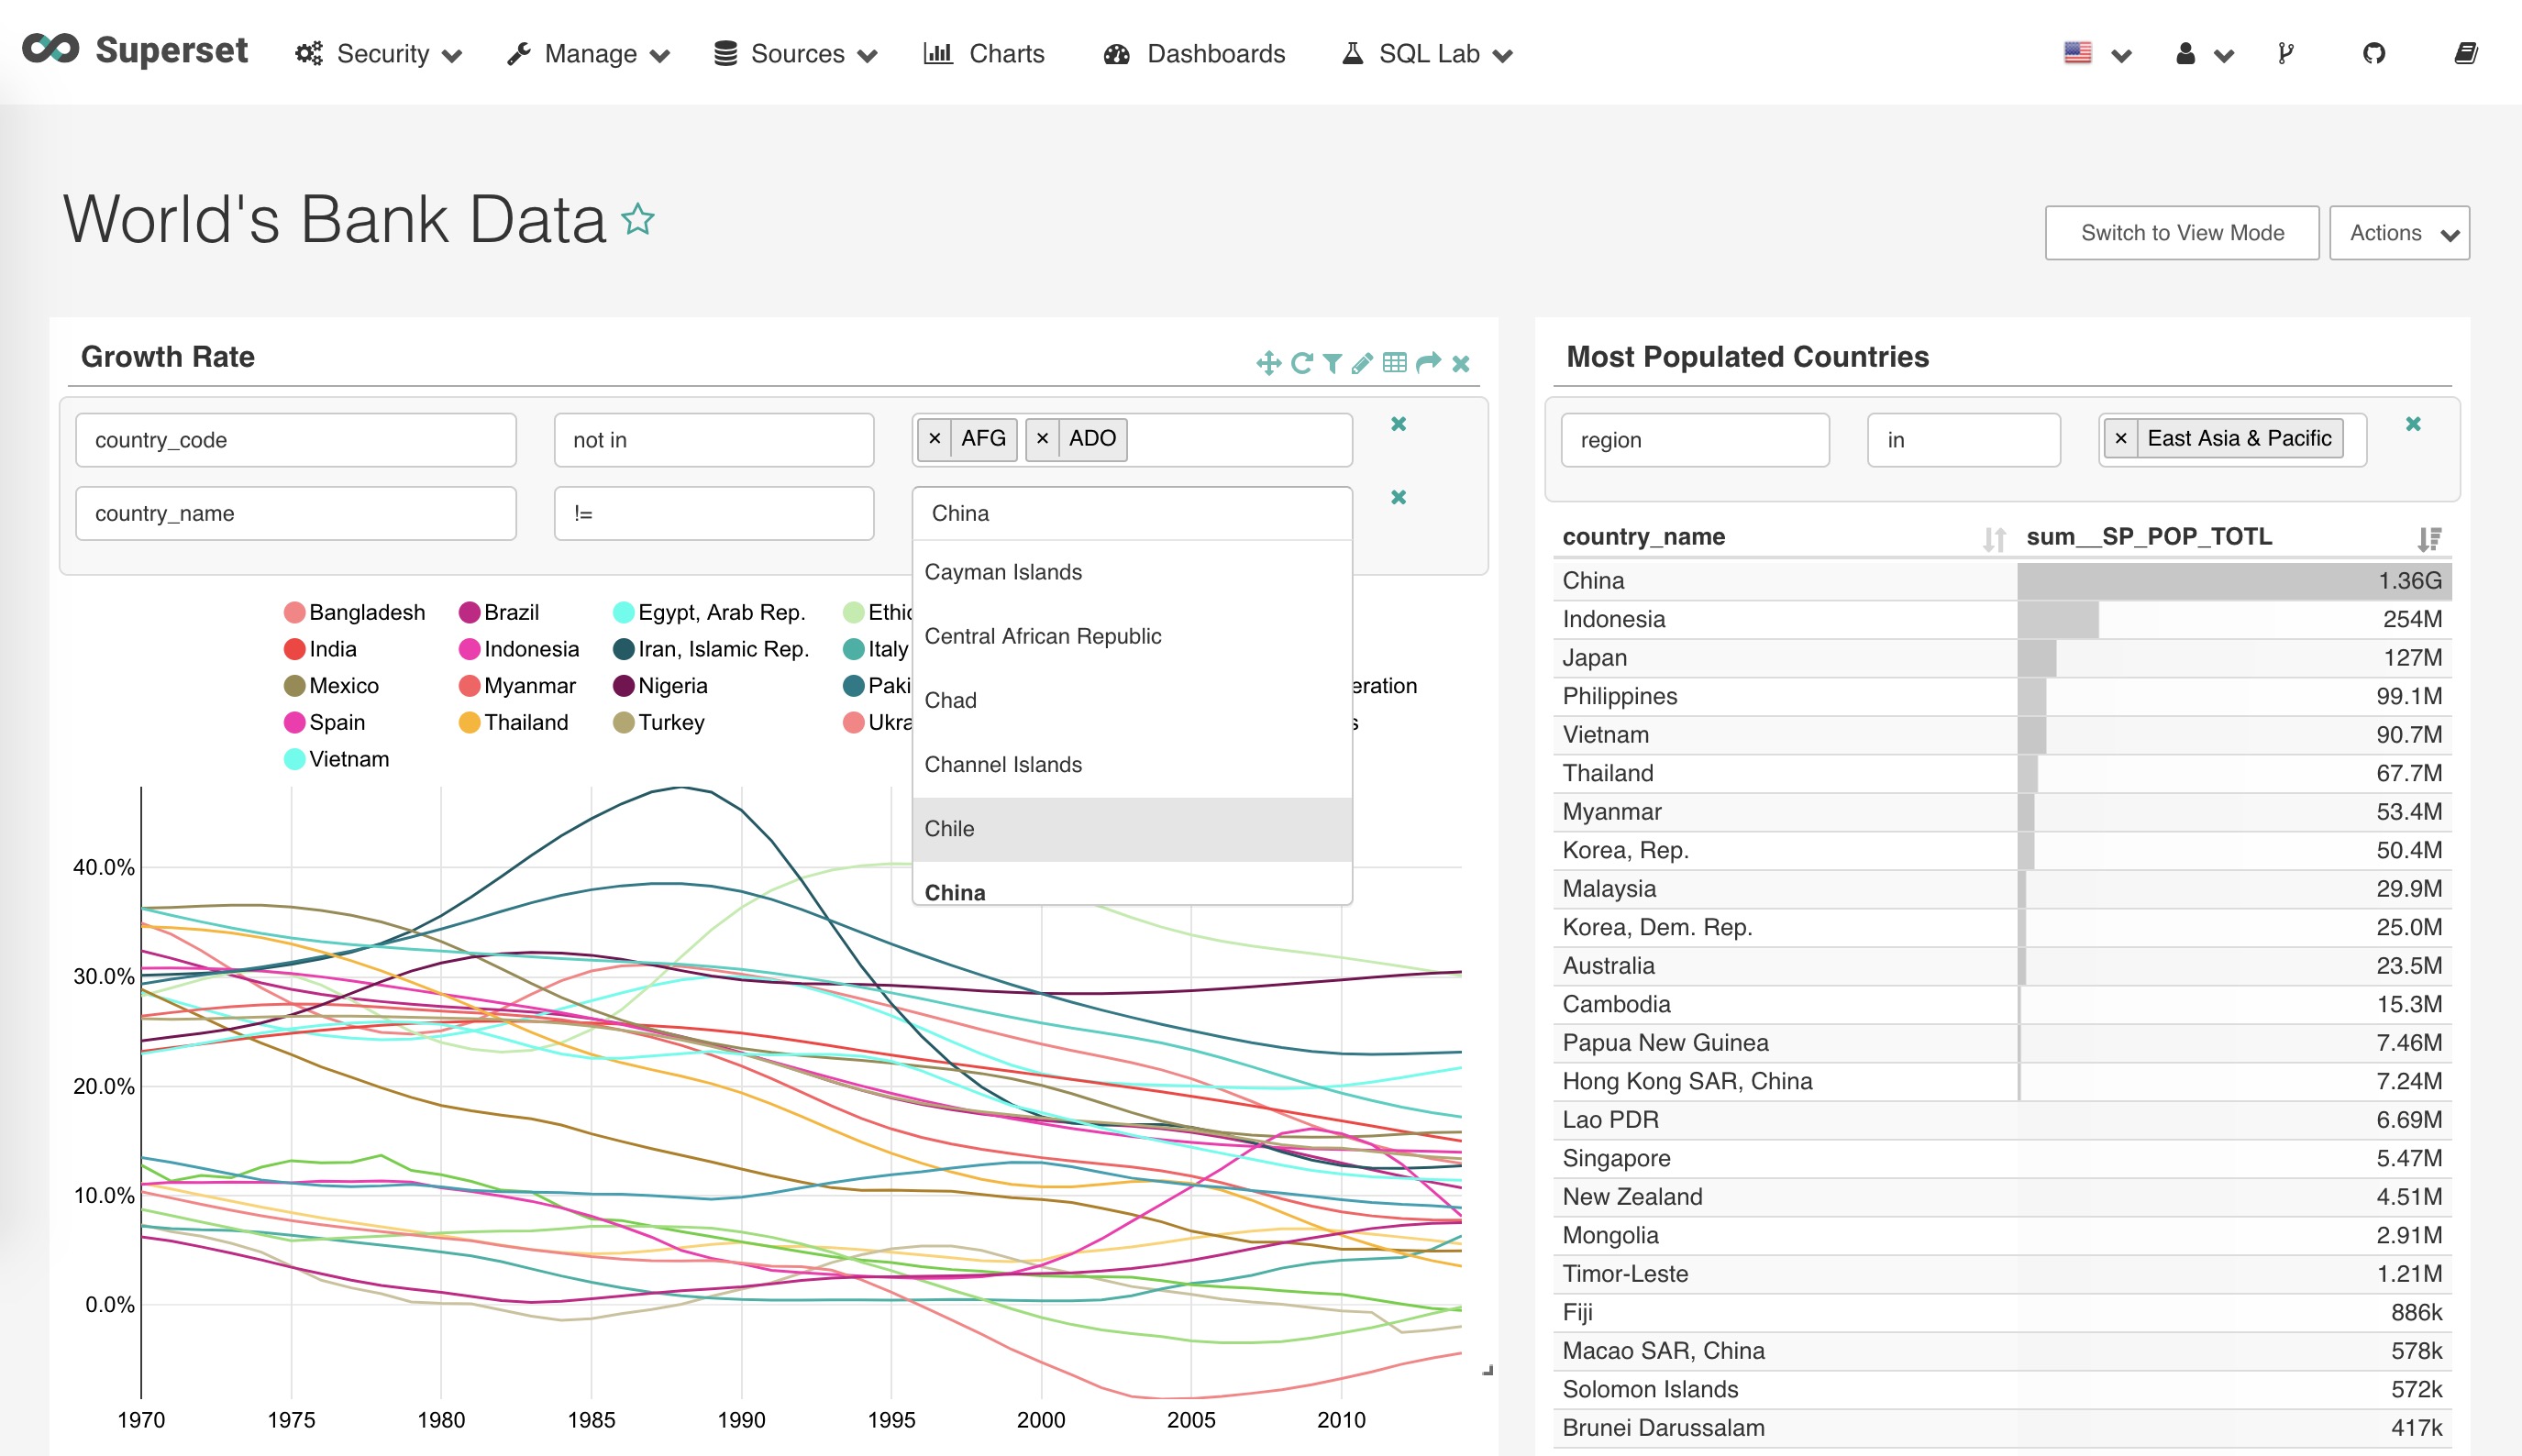 Superset Security Manage Sources Charts Dashboards SQL Lab
World's Bank Data
Switch to View Mode Actions
Growth Rate
country_code not in × AFG × ADO
country_name != China
Cayman Islands
Central African Republic
Chad
Channel Islands
Chile
China
Bangladesh Brazil Egypt, Arab Rep.
India Indonesia Iran, Islamic Rep. Italy
Mexico Myanmar Nigeria
Spain Thailand Turkey
Vietnam
40.0%
30.0%
20.0%
10.0%
0.0%
1970 1975 1980 1985 1990 1995 2000 2005 2010
Most Populated Countries
region in × East Asia & Pacific
country_name sum__SP_POP_TOTL
China 1.36G
Indonesia 254M
Japan 127M
Philippines 99.1M
Vietnam 90.7M
Thailand 67.7M
Myanmar 53.4M
Korea, Rep. 50.4M
Malaysia 29.9M
Korea, Dem. Rep. 25.0M
Australia 23.5M
Cambodia 15.3M
Papua New Guinea 7.46M
Hong Kong SAR, China 7.24M
Lao PDR 6.69M
Singapore 5.47M
New Zealand 4.51M
Mongolia 2.91M
Timor-Leste 1.21M
Fiji 886k
Macao SAR, China 578k
Solomon Islands 572k
Brunei Darussalam 417k